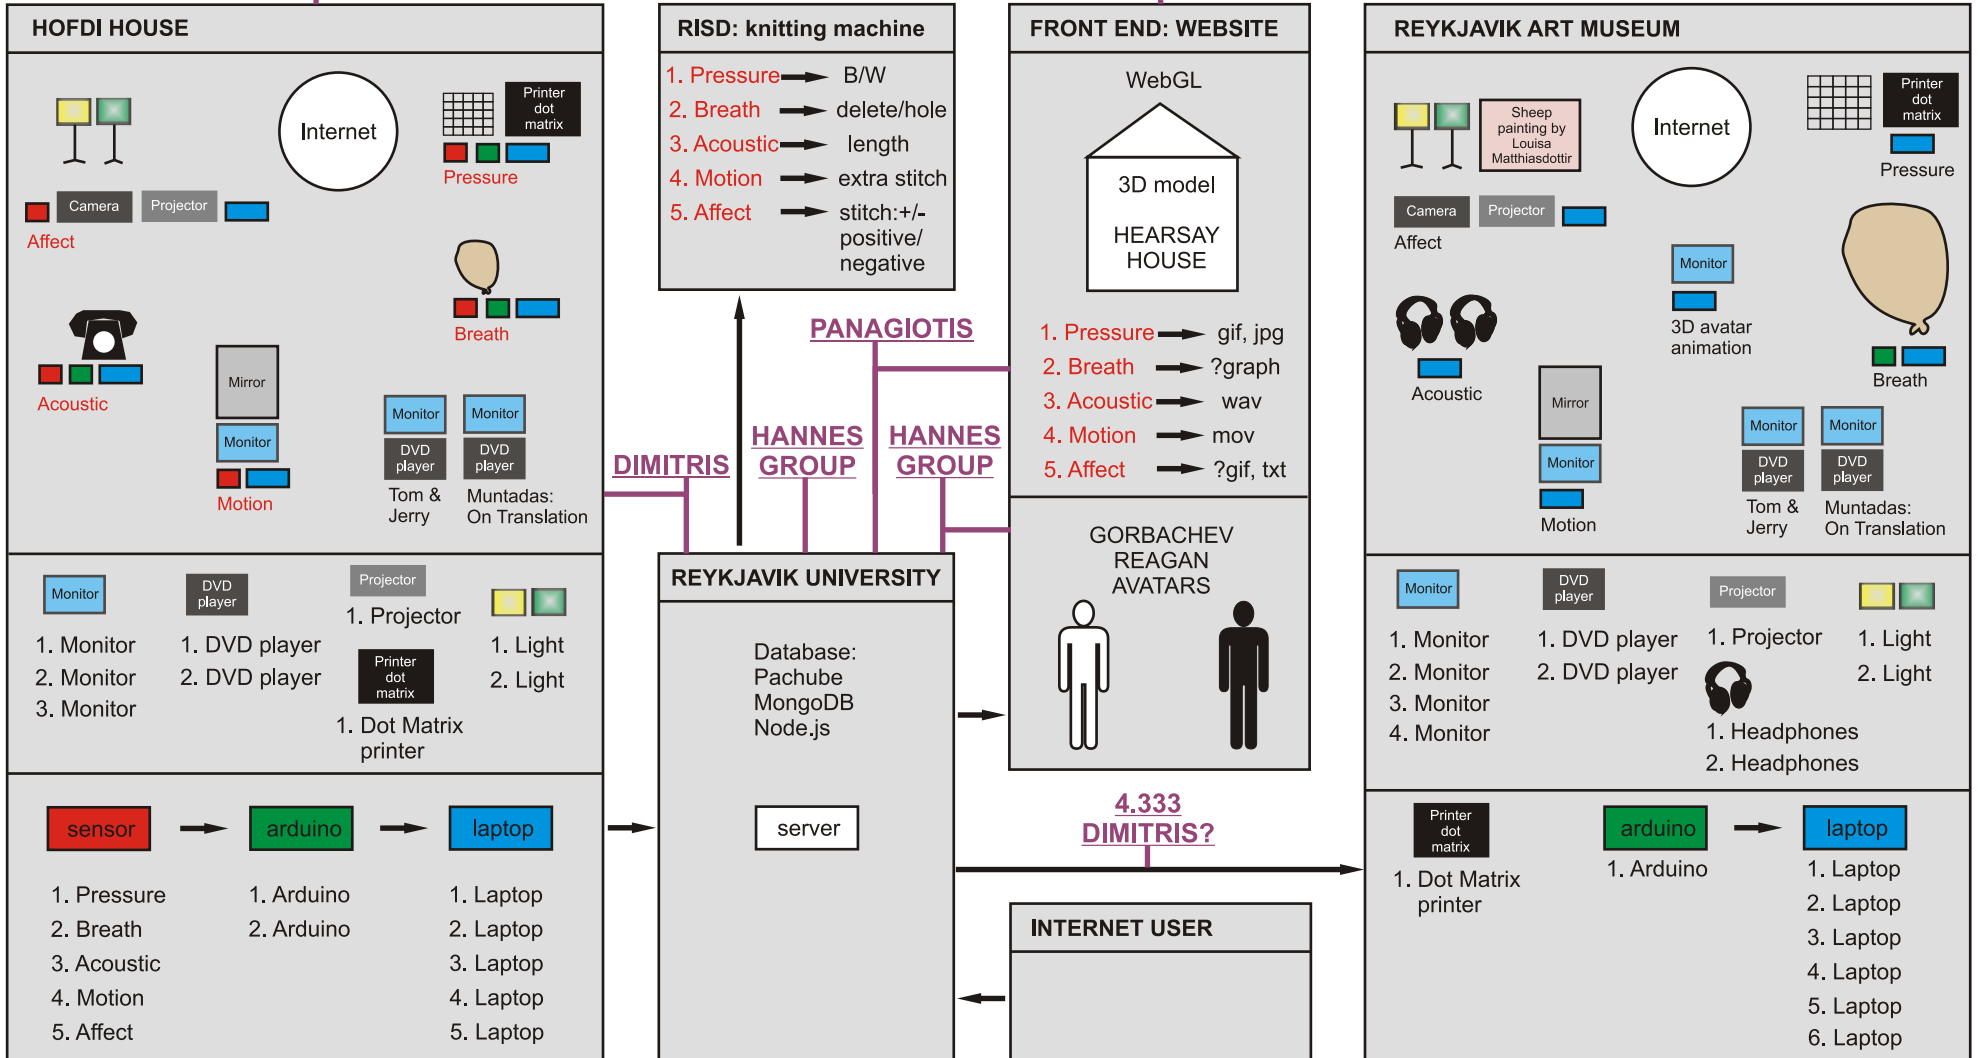 HOFDI HOUSE
Internet
Printer
dot
matrix
Pressure
Camera
Projector
Affect
Breath
Acoustic
Mirror
Monitor
Motion
Monitor
DVD
player
Tom &
Jerry
Monitor
DVD
player
Muntadas:
On Translation
Monitor
1. Monitor
2. Monitor
3. Monitor
DVD
player
1. DVD player
2. DVD player
Projector
1. Projector
Printer
dot
matrix
1. Dot Matrix
printer
1. Light
2. Light
sensor
arduino
laptop
1. Pressure
2. Breath
3. Acoustic
4. Motion
5. Affect
1. Arduino
2. Arduino
1. Laptop
2. Laptop
3. Laptop
4. Laptop
5. Laptop
DIMITRIS
RISD: knitting machine
1. Pressure B/W
2. Breath delete/hole
3. Acoustic length
4. Motion extra stitch
5. Affect stitch:+/-
positive/
negative
PANAGIOTIS
HANNES
GROUP
HANNES
GROUP
REYKJAVIK UNIVERSITY
Database:
Pachube
MongoDB
Node.js
server
FRONT END: WEBSITE
WebGL
3D model
HEARSAY
HOUSE
1. Pressure gif, jpg
2. Breath ?graph
3. Acoustic wav
4. Motion mov
5. Affect ?gif, txt
GORBACHEV
REAGAN
AVATARS
4.333
DIMITRIS?
INTERNET USER
REYKJAVIK ART MUSEUM
Sheep
painting by
Louisa
Matthiasdottir
Internet
Printer
dot
matrix
Pressure
Camera
Projector
Affect
Monitor
3D avatar
animation
Breath
Acoustic
Mirror
Monitor
Motion
Monitor
DVD
player
Tom &
Jerry
Monitor
DVD
player
Muntadas:
On Translation
Monitor
1. Monitor
2. Monitor
3. Monitor
4. Monitor
DVD
player
1. DVD player
2. DVD player
Projector
1. Projector
1. Headphones
2. Headphones
1. Light
2. Light
Printer
dot
matrix
1. Dot Matrix
printer
arduino
1. Arduino
laptop
1. Laptop
2. Laptop
3. Laptop
4. Laptop
5. Laptop
6. Laptop